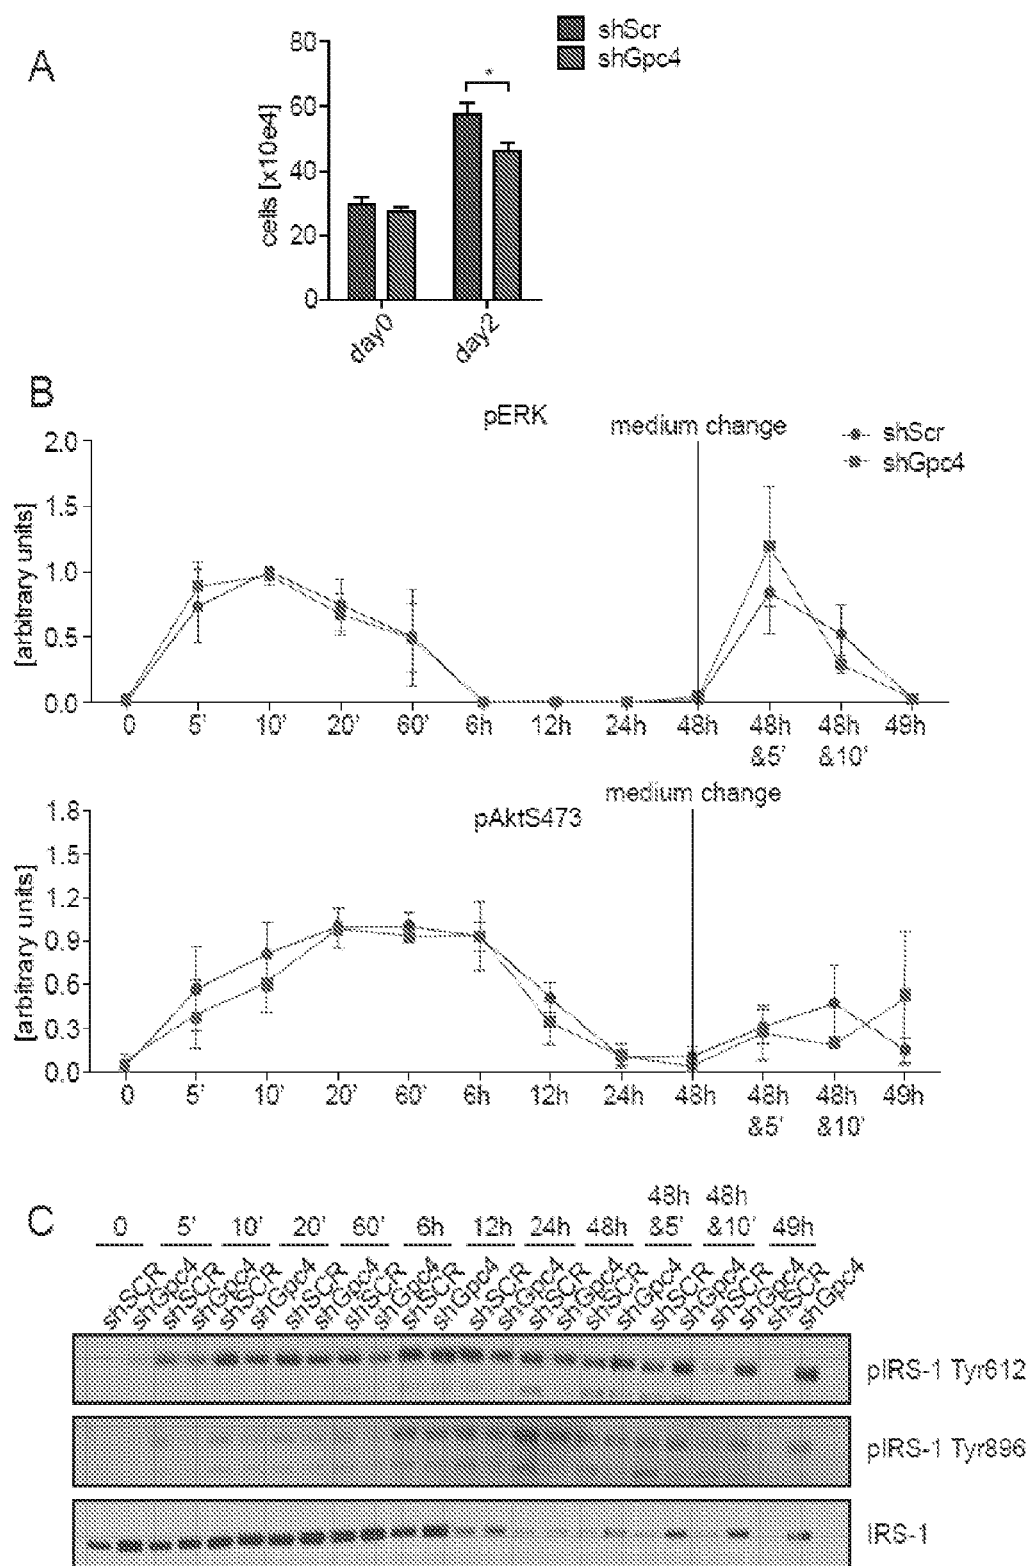 A
shScr
shGpc4
80
60
40
20
0
cells [x10e4]
*
day0
day2
B
pERK
medium change
shScr
shGpc4
2.0
1.5
1.0
0.5
0.0
[arbitrary units]
0 5' 10' 20' 60' 6h 12h 24h 48h 48h &5' 48h &10' 49h
pAktS473
medium change
1.8
1.5
1.2
0.9
0.6
0.3
0.0
[arbitrary units]
0 5' 10' 20' 60' 6h 12h 24h 48h 48h &5' 48h &10' 49h
C
0 5' 10' 20' 60' 6h 12h 24h 48h 48h &5' 48h &10' 49h
shSCR shGpc4 shSCR shGpc4 shSCR shGpc4 shSCR shGpc4 shSCR shGpc4 shSCR shGpc4 shSCR shGpc4 shSCR shGpc4 shSCR shGpc4 shSCR shGpc4 shSCR shGpc4 shSCR shGpc4
pIRS-1 Tyr612
pIRS-1 Tyr896
IRS-1